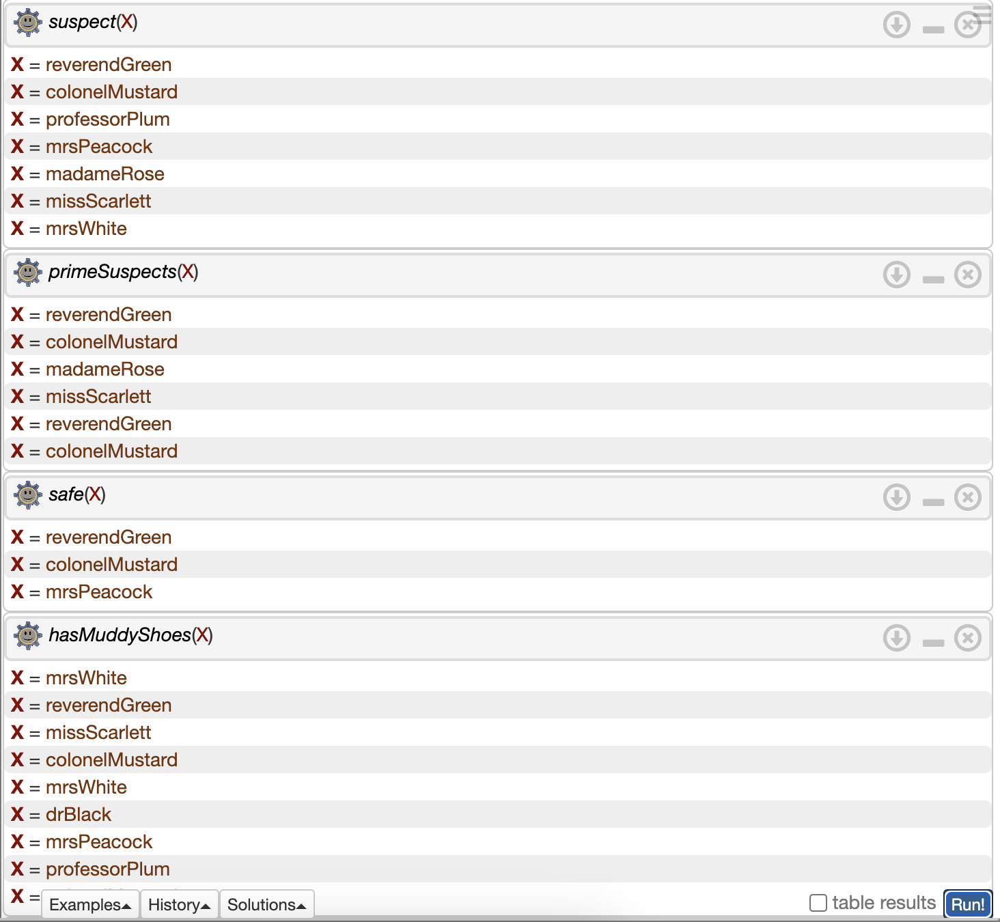 suspect(X)
X = reverendGreen
X = colonelMustard
X = professorPlum
X = mrsPeacock
X = madameRose
X = missScarlett
X = mrsWhite
primeSuspects(X)
X = reverendGreen
X = colonelMustard
X = madameRose
X = missScarlett
X = reverendGreen
X = colonelMustard
safe(X)
X = reverendGreen
X = colonelMustard
X = mrsPeacock
hasMuddyShoes(X)
X = mrsWhite
X = reverendGreen
X = missScarlett
X = colonelMustard
X = mrsWhite
X = drBlack
X = mrsPeacock
X = professorPlum
X =
Examples History Solutions table results Run!